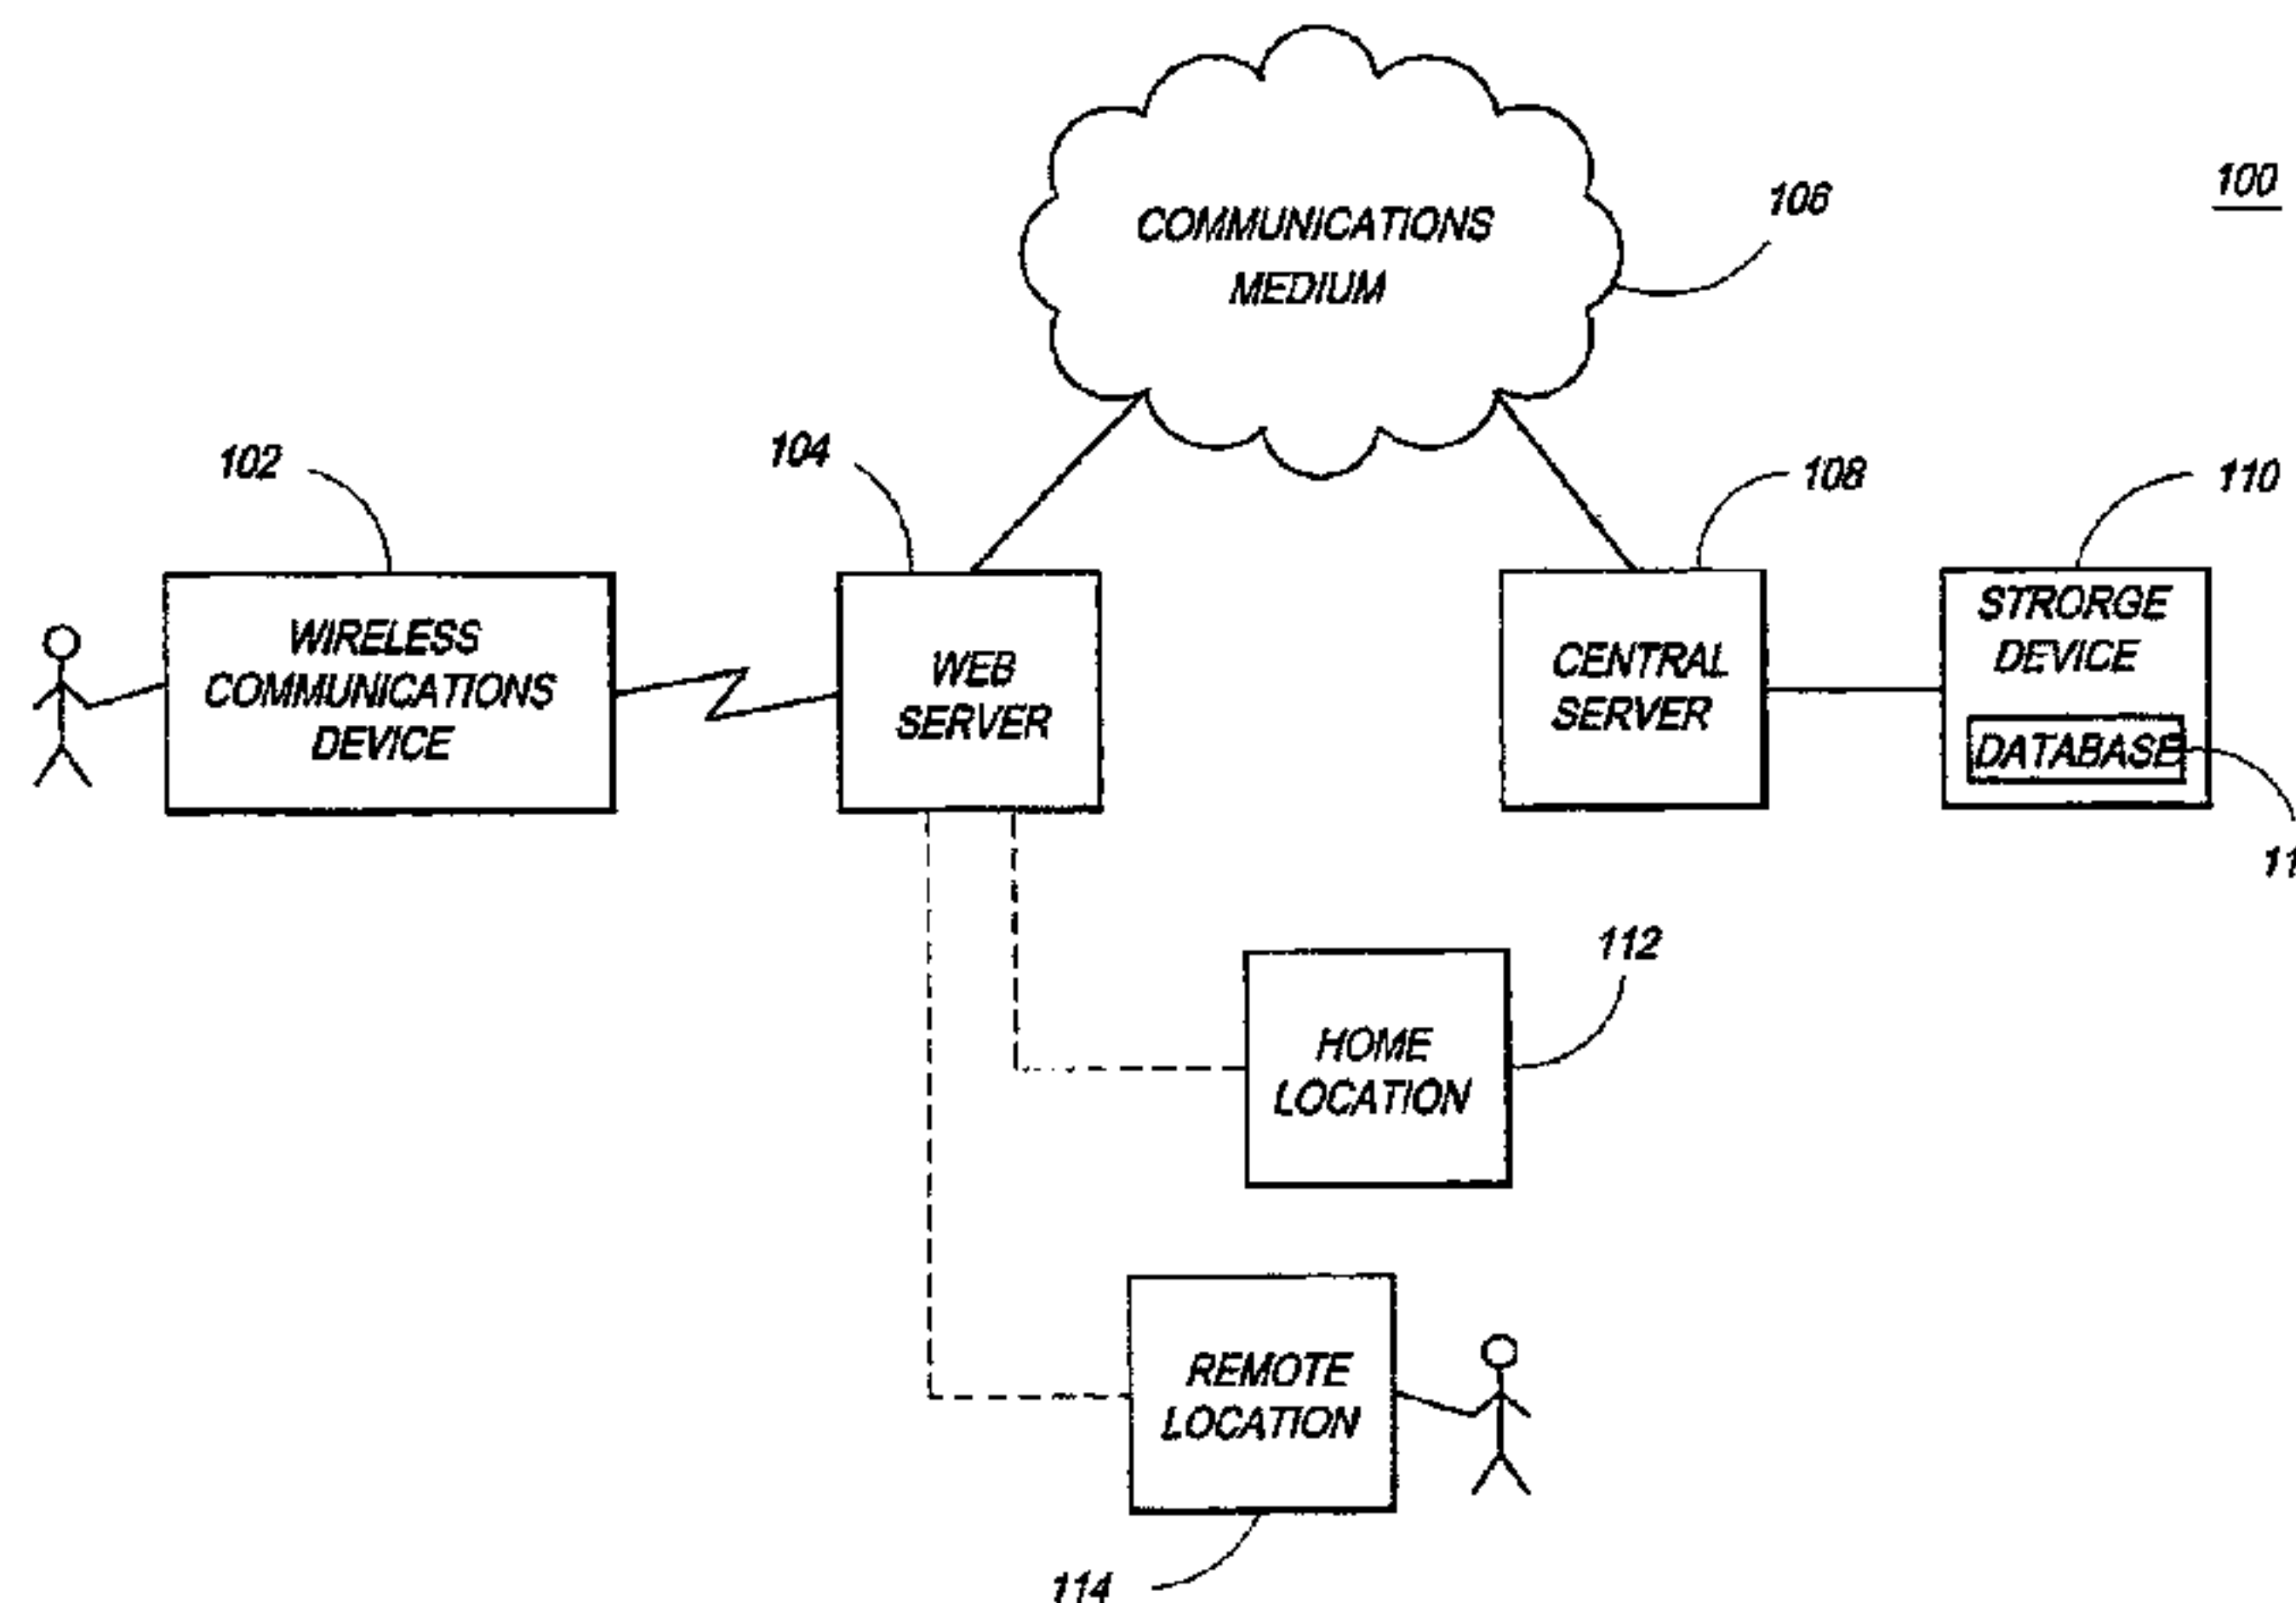 COMMUNICATIONS
MEDIUM
106
100
102
104
108
110
WIRELESS
COMMUNICATIONS
DEVICE
WEB
SERVER
CENTRAL
SERVER
STRORGE
DEVICE
DATABASE
112
HOME
LOCATION
REMOTE
LOCATION
114